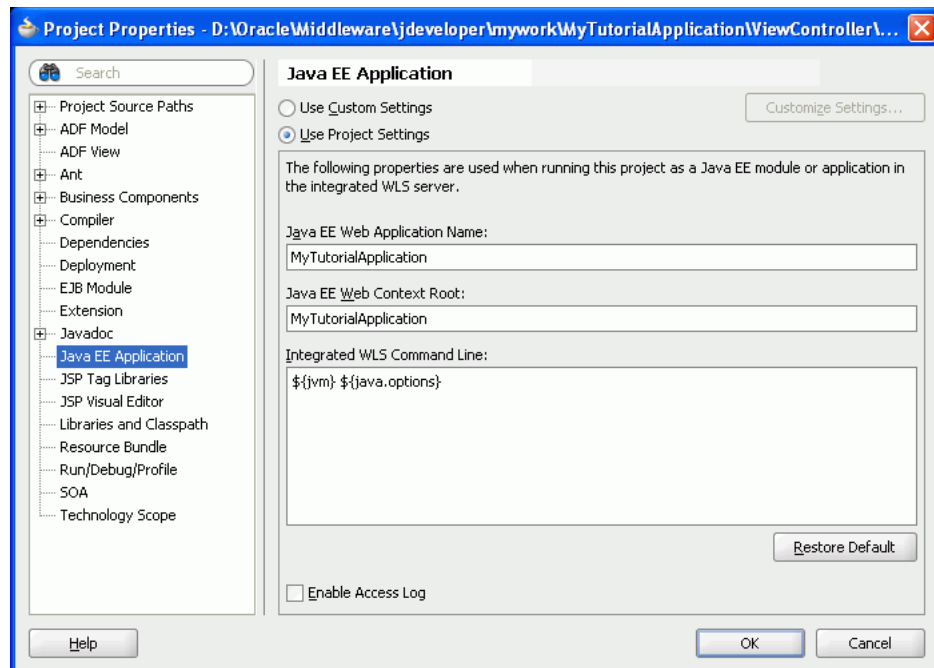 Project Properties - D:\Oracle\Middleware\jdeveloper\mywork\MyTutorialApplication\ViewController\...
Search
Project Source Paths
ADF Model
ADF View
Ant
Business Components
Compiler
Dependencies
Deployment
EJB Module
Extension
Javadoc
Java EE Application
JSP Tag Libraries
JSP Visual Editor
Libraries and Classpath
Resource Bundle
Run/Debug/Profile
SOA
Technology Scope
Java EE Application
Use Custom Settings
Customize Settings...
Use Project Settings
The following properties are used when running this project as a Java EE module or application in
the integrated WLS server.
Java EE Web Application Name:
MyTutorialApplication
Java EE Web Context Root:
MyTutorialApplication
Integrated WLS Command Line:
${jvm} ${java.options}
Restore Default
Enable Access Log
Help
OK
Cancel